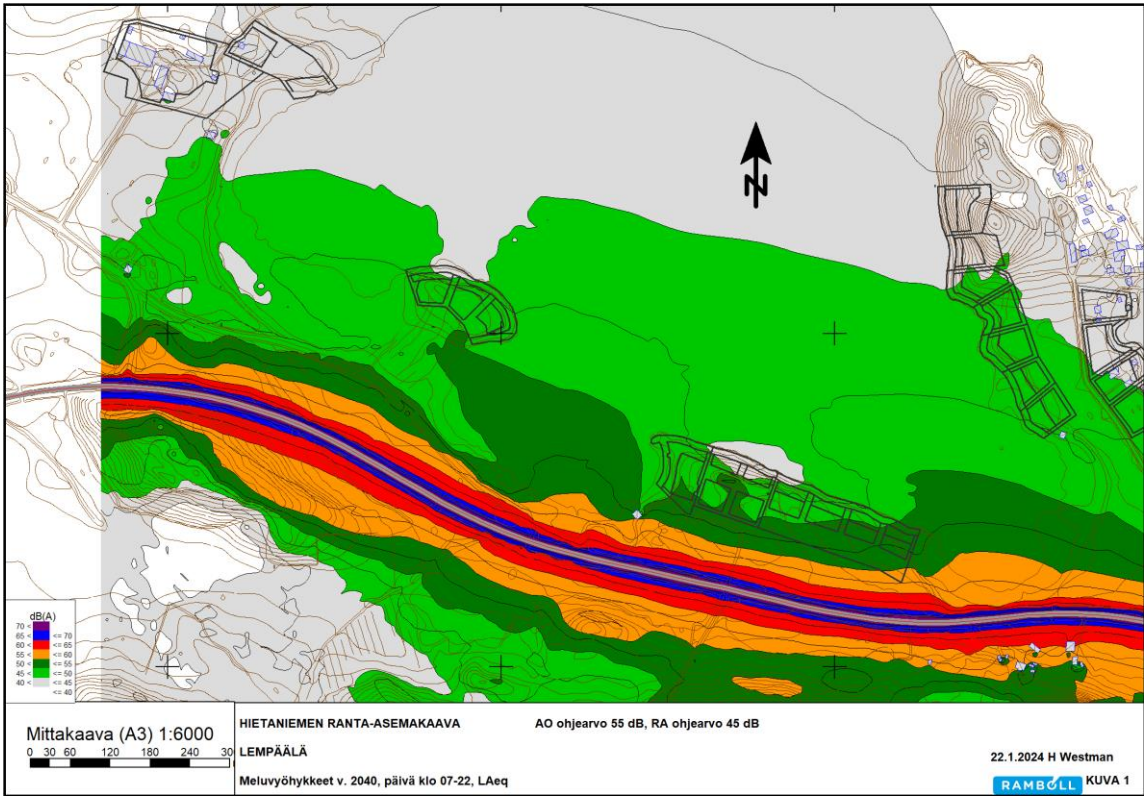 N
dB(A)
70 <
65 < <= 70
60 < <= 65
55 < <= 60
50 < <= 55
45 < <= 50
40 < <= 45
<= 40
Mittakaava (A3) 1:6000
0 30 60 120 180 240 30
HIETANIEMEN RANTA-ASEMAKAAVA AO ohjearvo 55 dB, RA ohjearvo 45 dB
LEMPÄÄLÄ
Meluvyöhykkeet v. 2040, päivä klo 07-22, LAeq
22.1.2024 H Westman
RAMBOLL KUVA 1